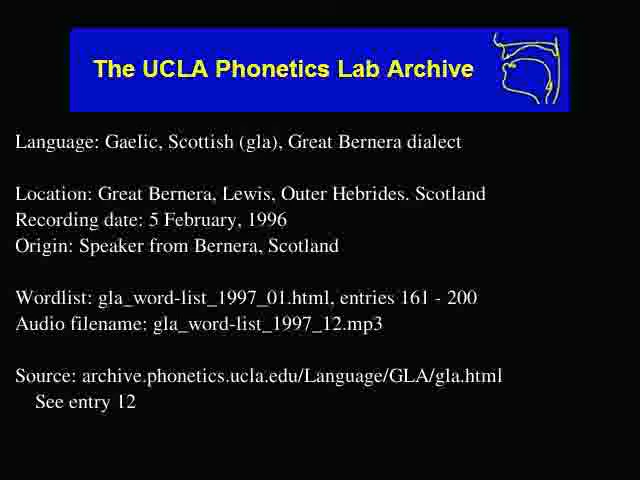 The UCLA Phonetics Lab Archive
Language: Gaelic, Scottish (gla), Great Bernera dialect
Location: Great Bernera, Lewis, Outer Hebrides. Scotland
Recording date: 5 February, 1996
Origin: Speaker from Bernera, Scotland
Wordlist: gla_word-list_1997_01.html, entries 161 - 200
Audio filename: gla_word-list_1997_12.mp3
Source: archive.phonetics.ucla.edu/Language/GLA/gla.html
See entry 12